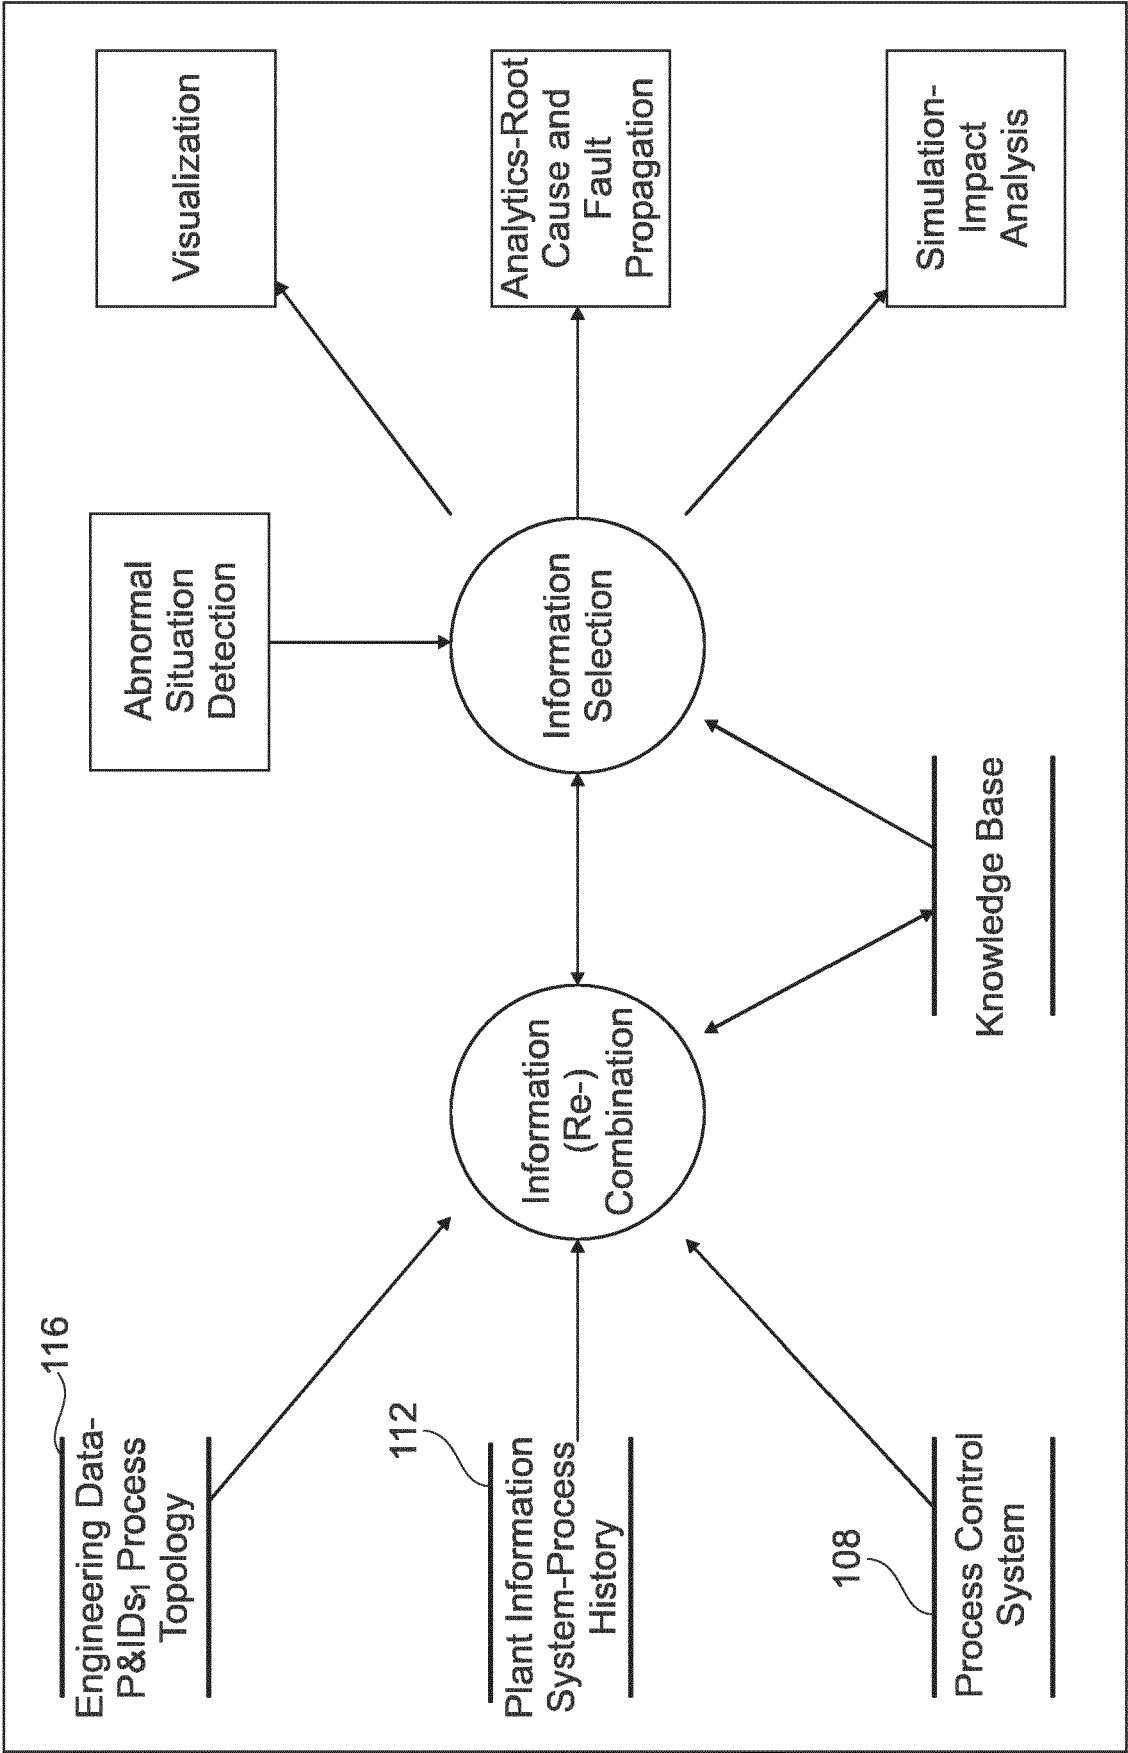 116
Engineering Data-
P&IDs1 Process
Topology
112
Plant Information
System-Process
History
108
Process Control
System
Information
(Re-)
Combination
Knowledge Base
Abnormal
Situation
Detection
Information
Selection
Visualization
Analytics-Root
Cause and
Fault
Propagation
Simulation-
Impact
Analysis